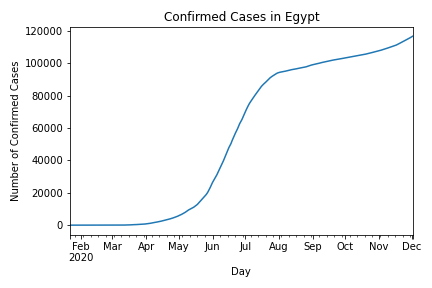 Confirmed Cases in Egypt
120000
100000
80000
60000
40000
20000
0
Number of Confirmed Cases
Feb Mar Apr May Jun Jul Aug Sep Oct Nov Dec
2020
Day